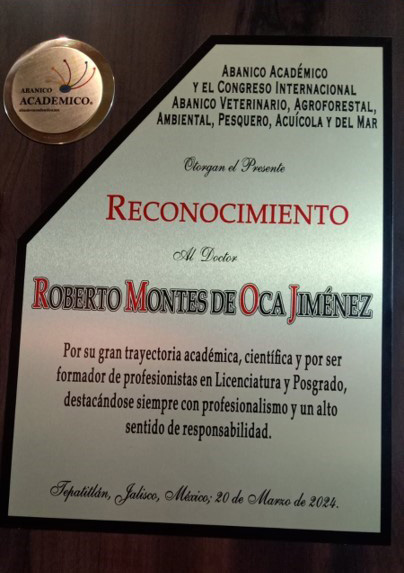 ABANICO
ACADEMICO.
ABANICO ACADÉMICO
Y EL CONGRESO INTERNACIONAL
ABANICO VETERINARIO, AGROFORESTAL,
AMBIENTAL, PESQUERO, ACUÍCOLA Y DEL MAR
Otorgan el Presente
RECONOCIMIENTO
Al Doctor
ROBERTO MONTES DE OCA JIMÉNEZ
Por su gran trayectoria académica, científica y por ser
formador de profesionistas en Licenciatura y Posgrado,
destacándose siempre con profesionalismo y un alto
sentido de responsabilidad.
Tepatitlán, Jalisco, México; 20 de Marzo de 2024.